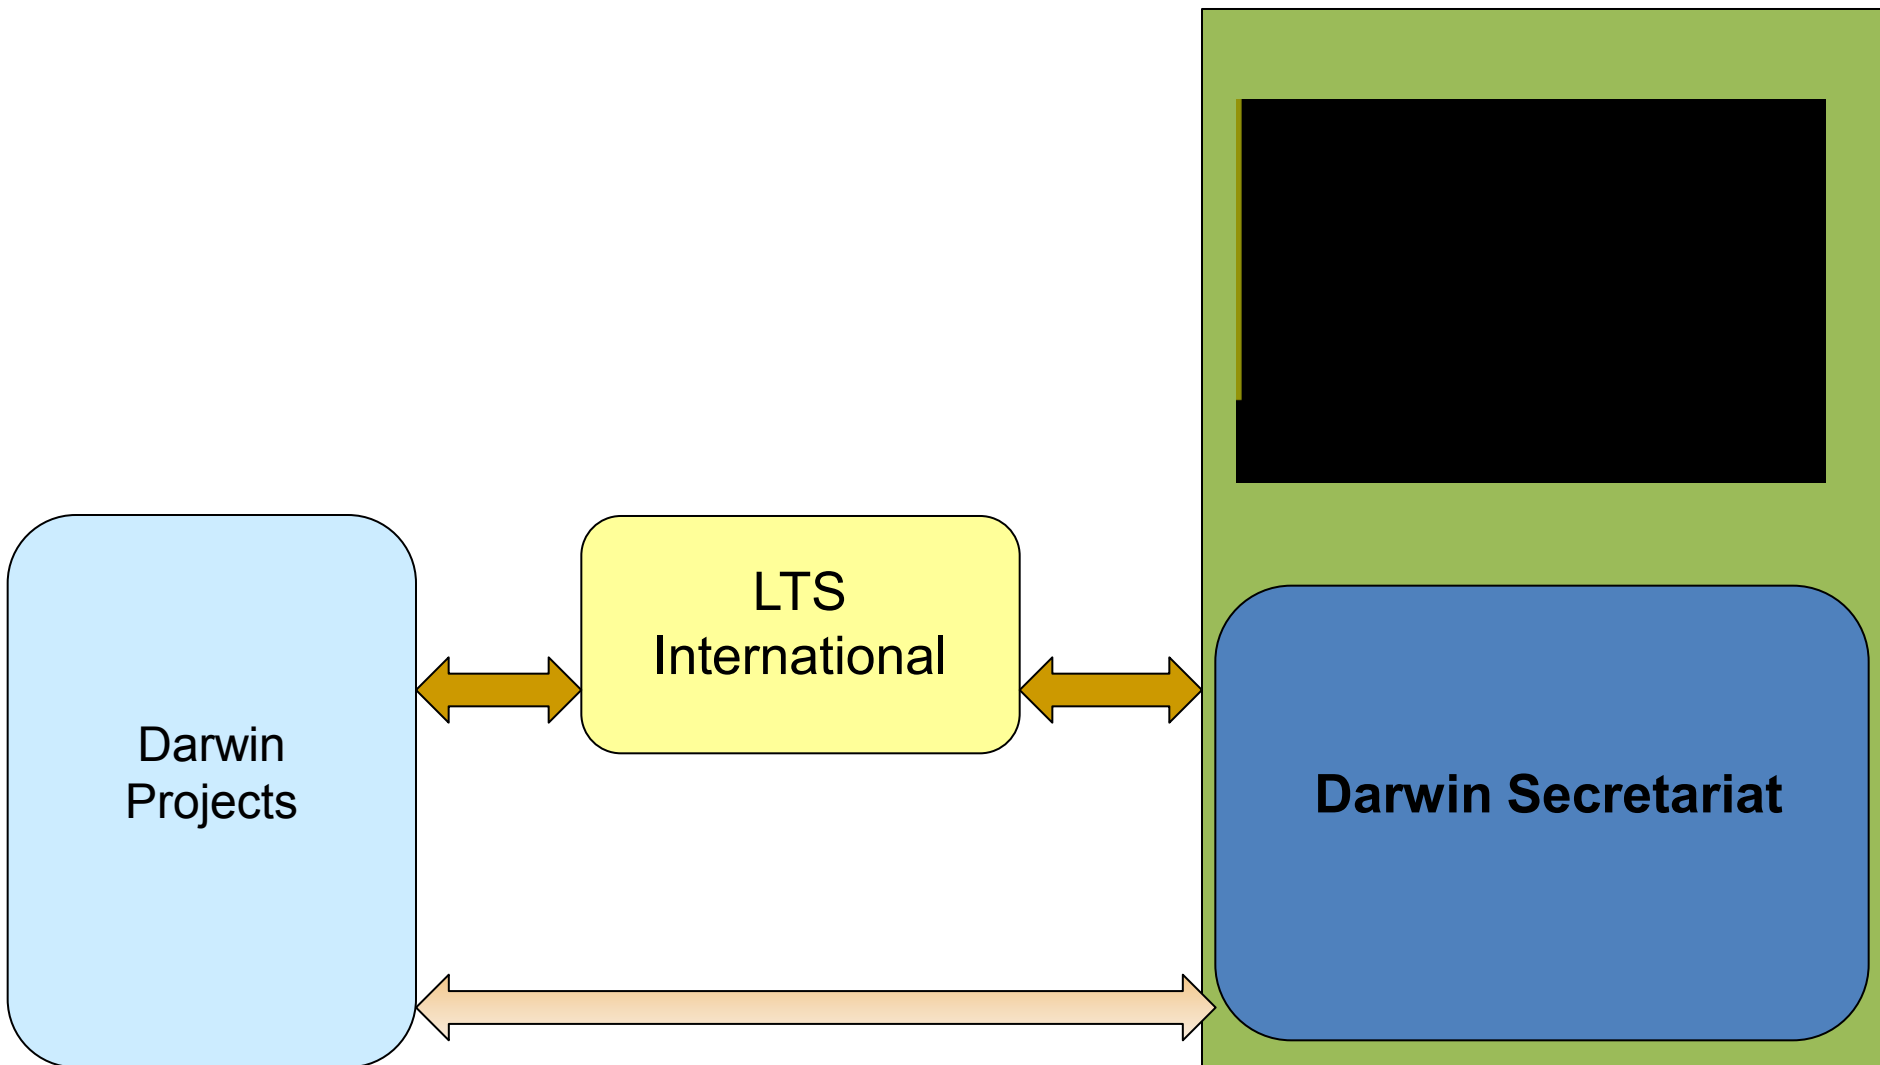 LTS
International
Darwin
Projects
Darwin Secretariat